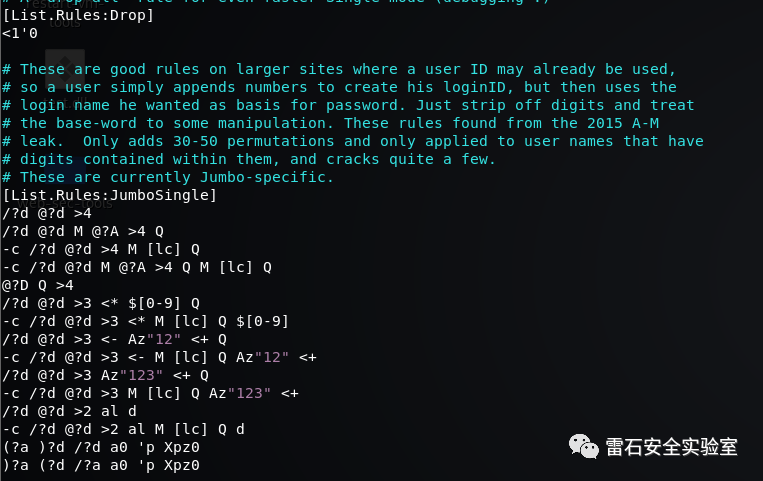 # A "drop all" rule for even faster Single mode (debugging :)
[List.Rules:Drop]
<1'0
# These are good rules on larger sites where a user ID may already be used,
# so a user simply appends numbers to create his loginID, but then uses the
# login name he wanted as basis for password. Just strip off digits and treat
# the base-word to some manipulation. These rules found from the 2015 A-M
# leak.  Only adds 30-50 permutations and only applied to user names that have
# digits contained within them, and cracks quite a few.
# These are currently Jumbo-specific.
[List.Rules:JumboSingle]
/?d @?d >4
/?d @?d M @?A >4 Q
-c /?d @?d >4 M [lc] Q
-c /?d @?d M @?A >4 Q M [lc] Q
@?D Q >4
/?d @?d >3 <* $[0-9] Q
-c /?d @?d >3 <* M [lc] Q $[0-9]
/?d @?d >3 <- Az"12" <+ Q
-c /?d @?d >3 <- M [lc] Q Az"12" <+
/?d @?d >3 Az"123" <+ Q
-c /?d @?d >3 M [lc] Q Az"123" <+
/?d @?d >2 al d
-c /?d @?d >2 al M [lc] Q d
(?a )?d /?d a0 'p Xpz0
)?a (?d /?a a0 'p Xpz0
雷石安全实验室